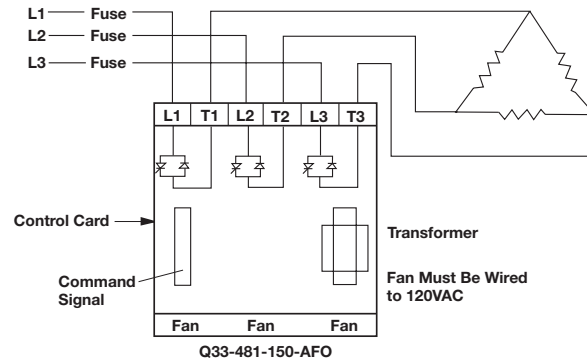 L1 Fuse
L2 Fuse
L3 Fuse
L1 T1 L2 T2 L3 T3
Control Card
Transformer
Command
Signal
Fan Must Be Wired
to 120VAC
Fan Fan Fan
Q33-481-150-AFO